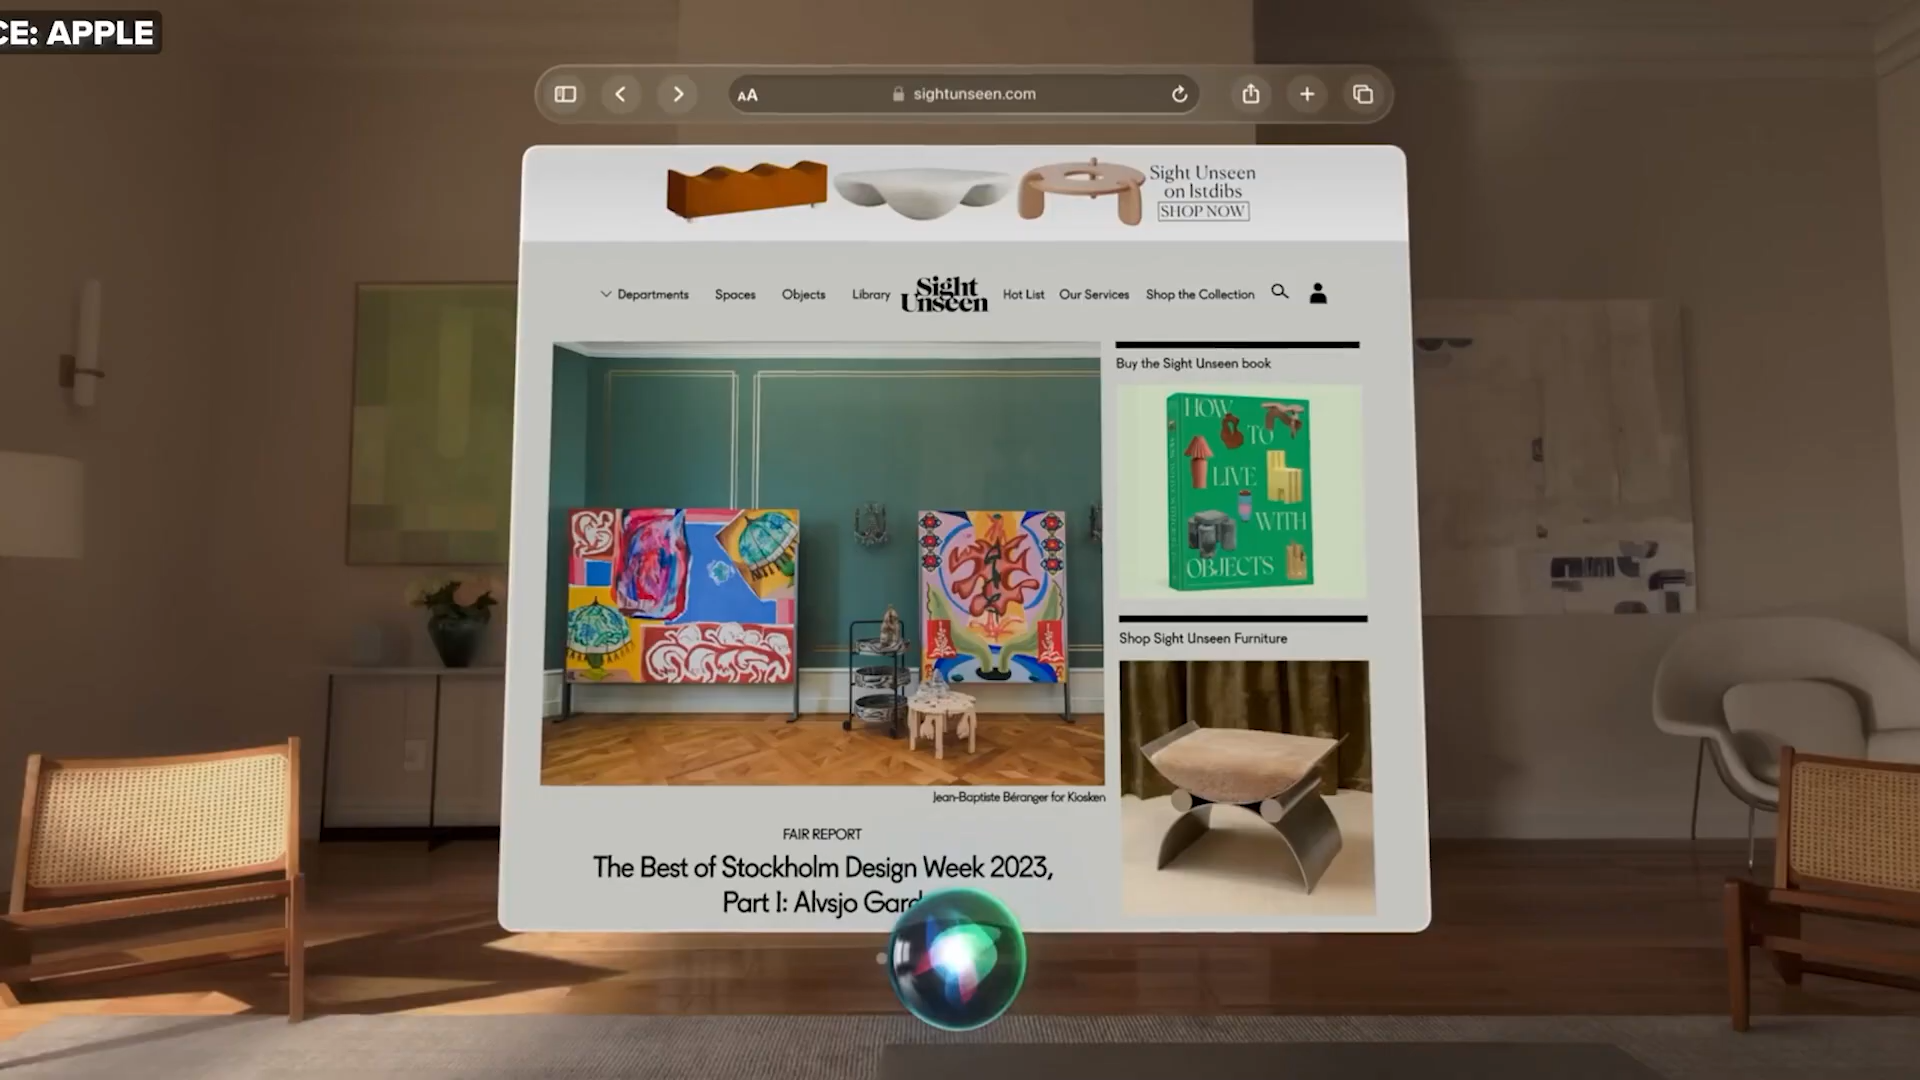 CE: APPLE
AA
sightunseen.com
Sight Unseen
on 1stdibs
SHOP NOW
Departments
Spaces
Objects
Library
Sight
Unseen
Hot List
Our Services
Shop the Collection
Buy the Sight Unseen book
HOW
TO
LIVE
WITH
OBJECTS
Jean-Baptiste Béranger for Kiosken
Shop Sight Unseen Furniture
FAIR REPORT
The Best of Stockholm Design Week 2023,
Part I: Alvsjo Gard